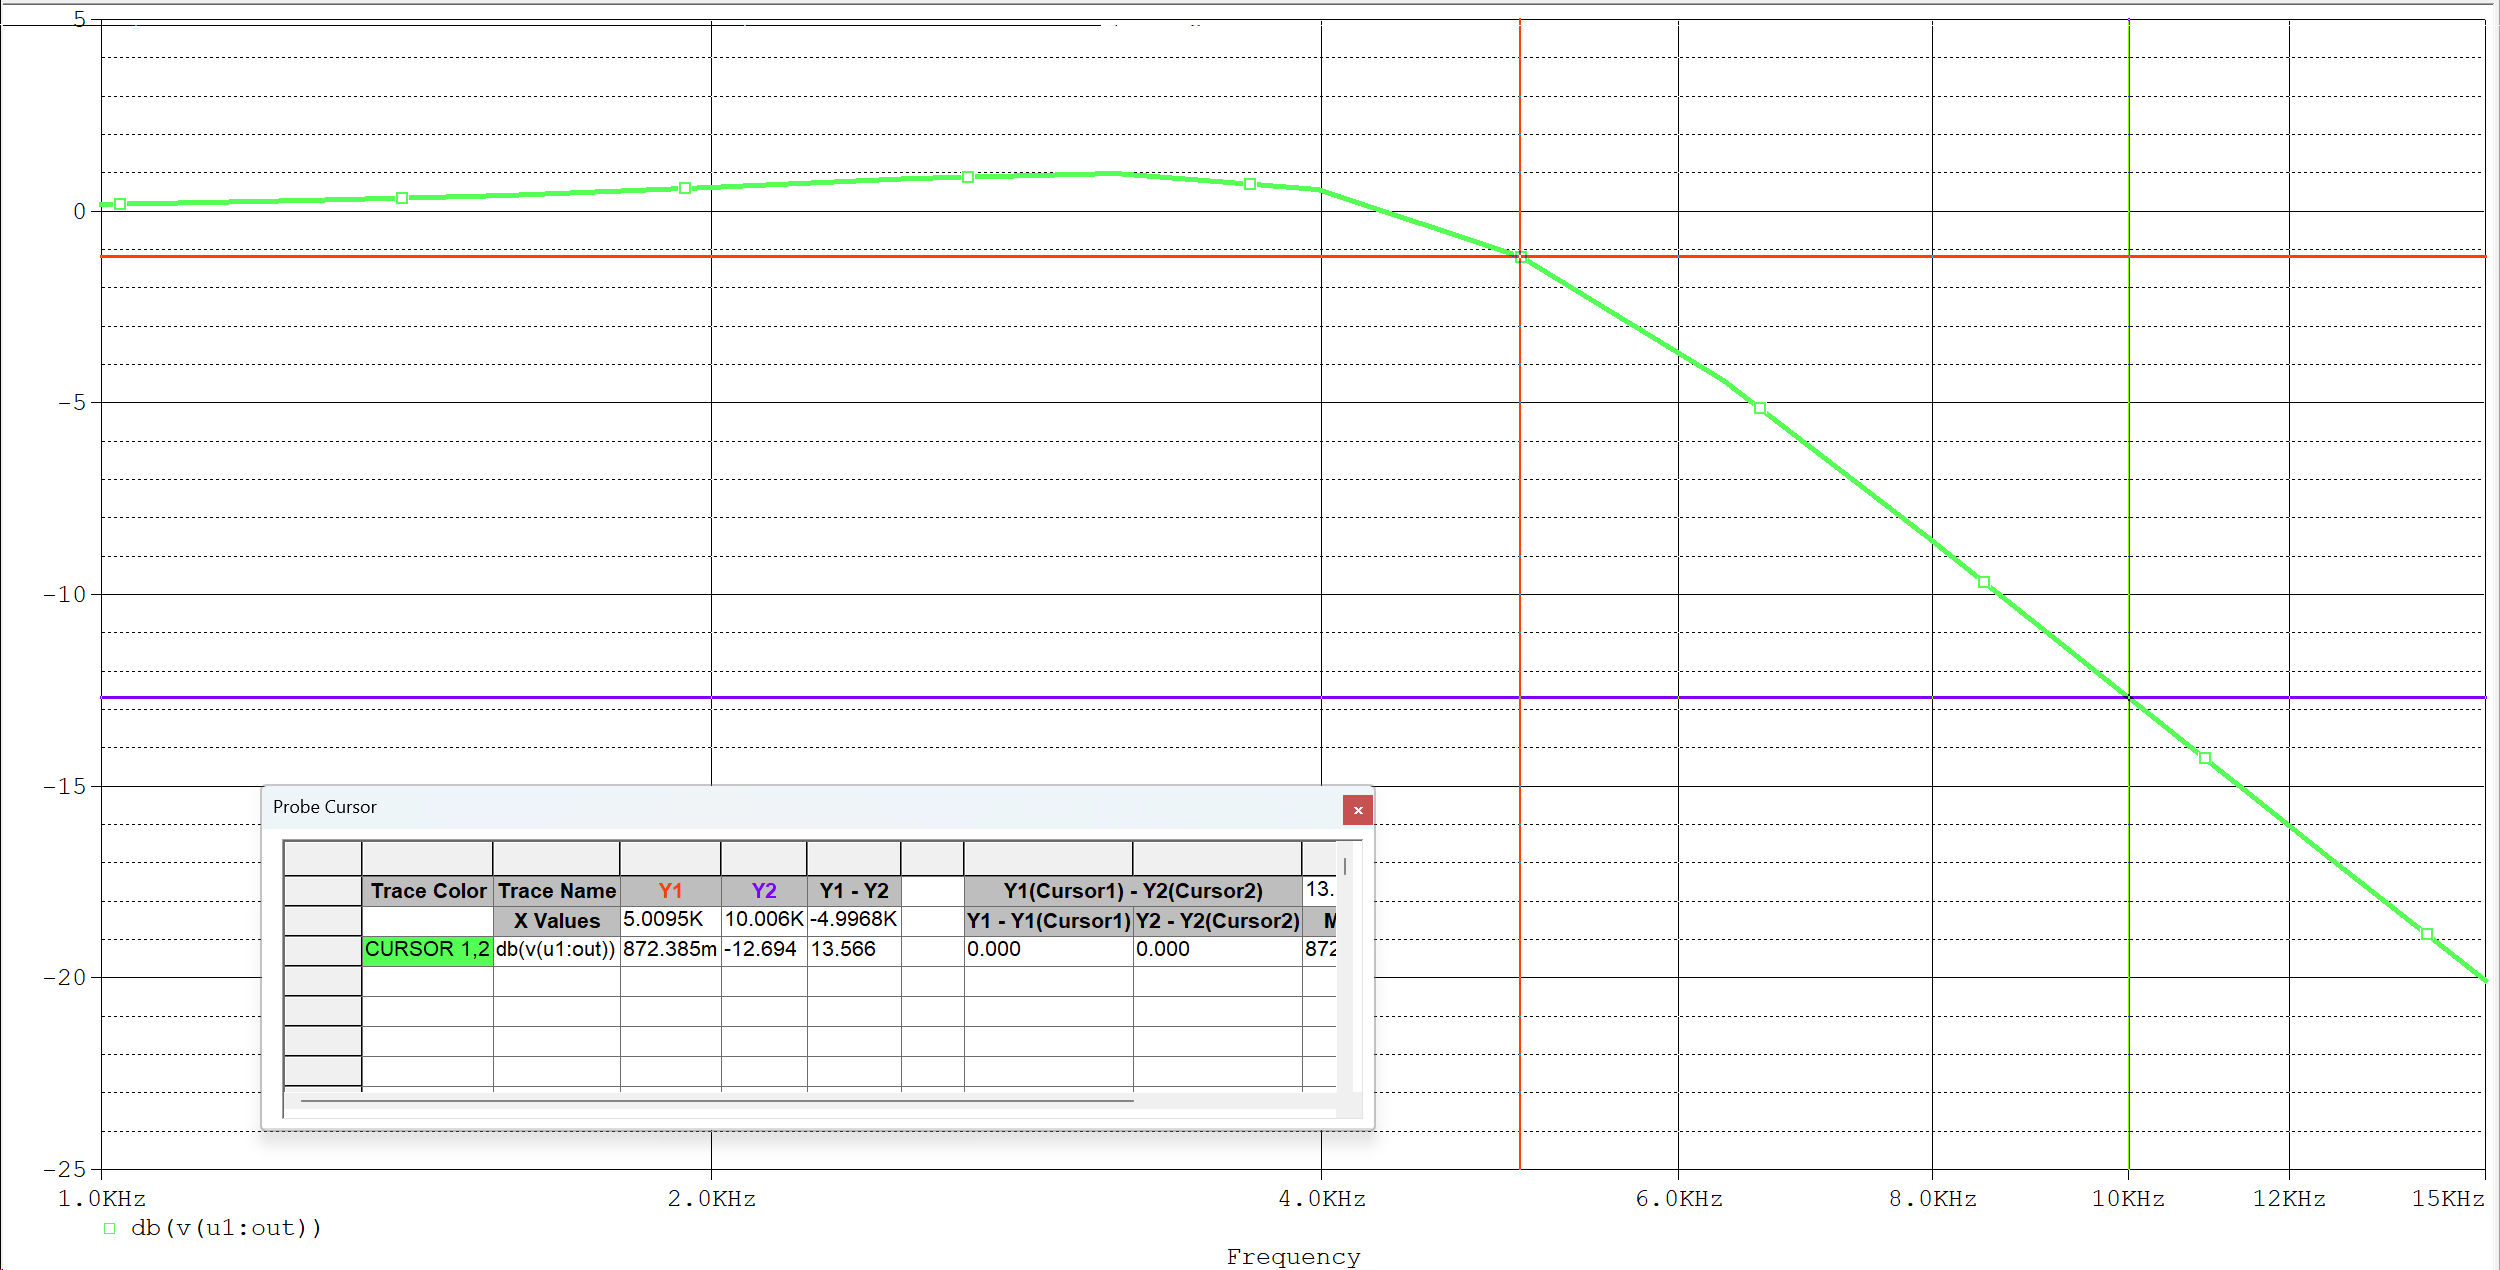 5
0
-5
-10
-15
-20
-25
Probe Cursor
Trace Color Trace Name Y1 Y2 Y1 - Y2 Y1(Cursor1) - Y2(Cursor2) 13.
X Values 5.0095K 10.006K -4.9968K Y1 - Y1(Cursor1) Y2 - Y2(Cursor2) M
CURSOR 1,2 db(v(u1:out)) 872.385m -12.694 13.566 0.000 0.000 872
1.0KHz 2.0KHz 4.0KHz 6.0KHz 8.0KHz 10KHz 12KHz 15KHz
db(v(u1:out))
Frequency